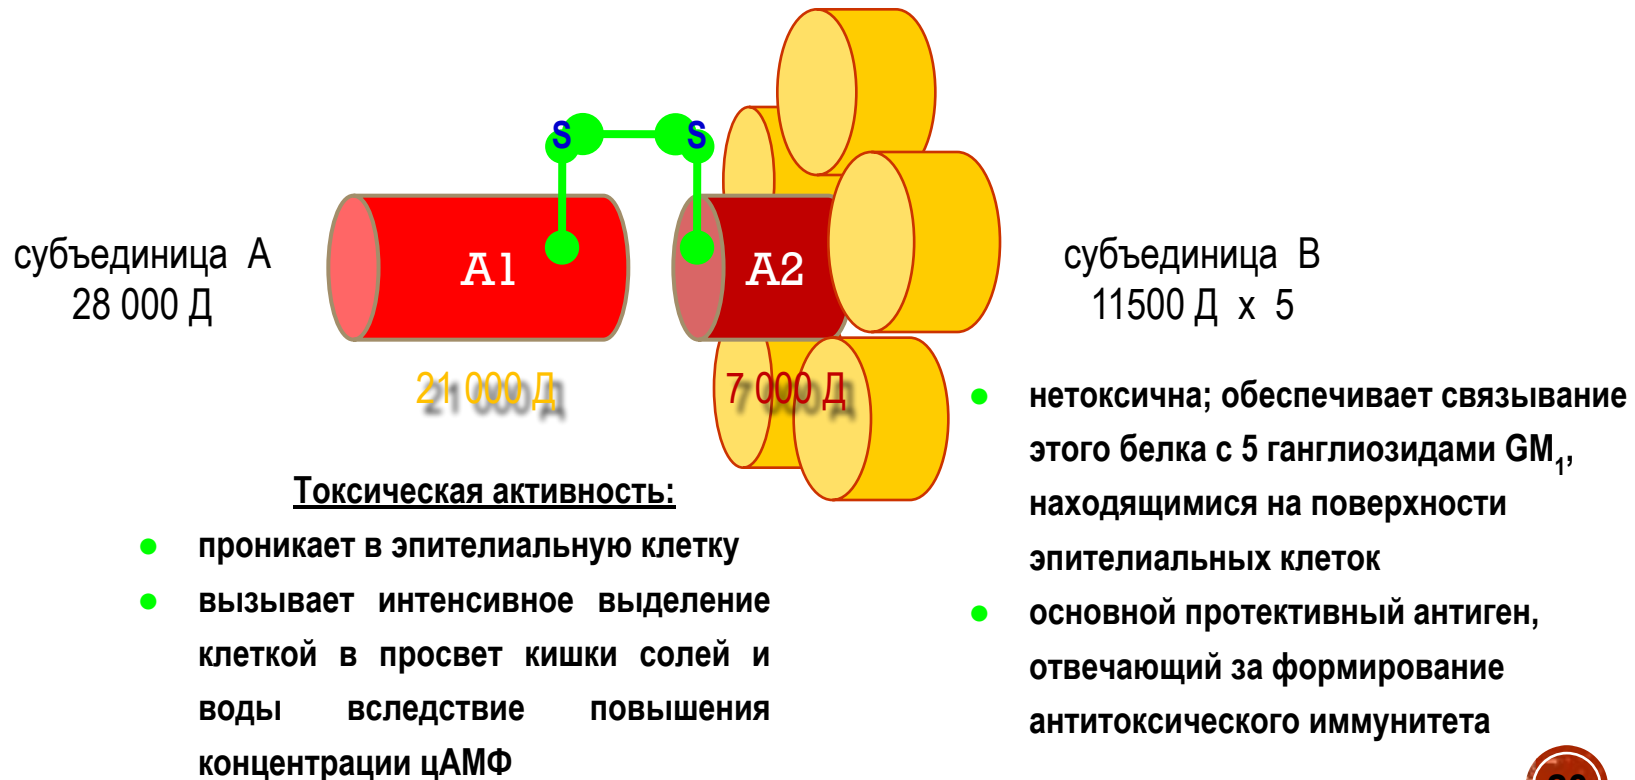 S S
субъединица А
28 000 Д
A1
A2
субъединица В
11500 Д х 5
21 000 Д
7 000 Д
Токсическая активность:
● проникает в эпителиальную клетку
● вызывает интенсивное выделение
клеткой в просвет кишки солей и
воды вследствие повышения
концентрации цАМФ
● нетоксична; обеспечивает связывание
этого белка с 5 ганглиозидами GM1,
находящимися на поверхности
эпителиальных клеток
● основной протективный антиген,
отвечающий за формирование
антитоксического иммунитета